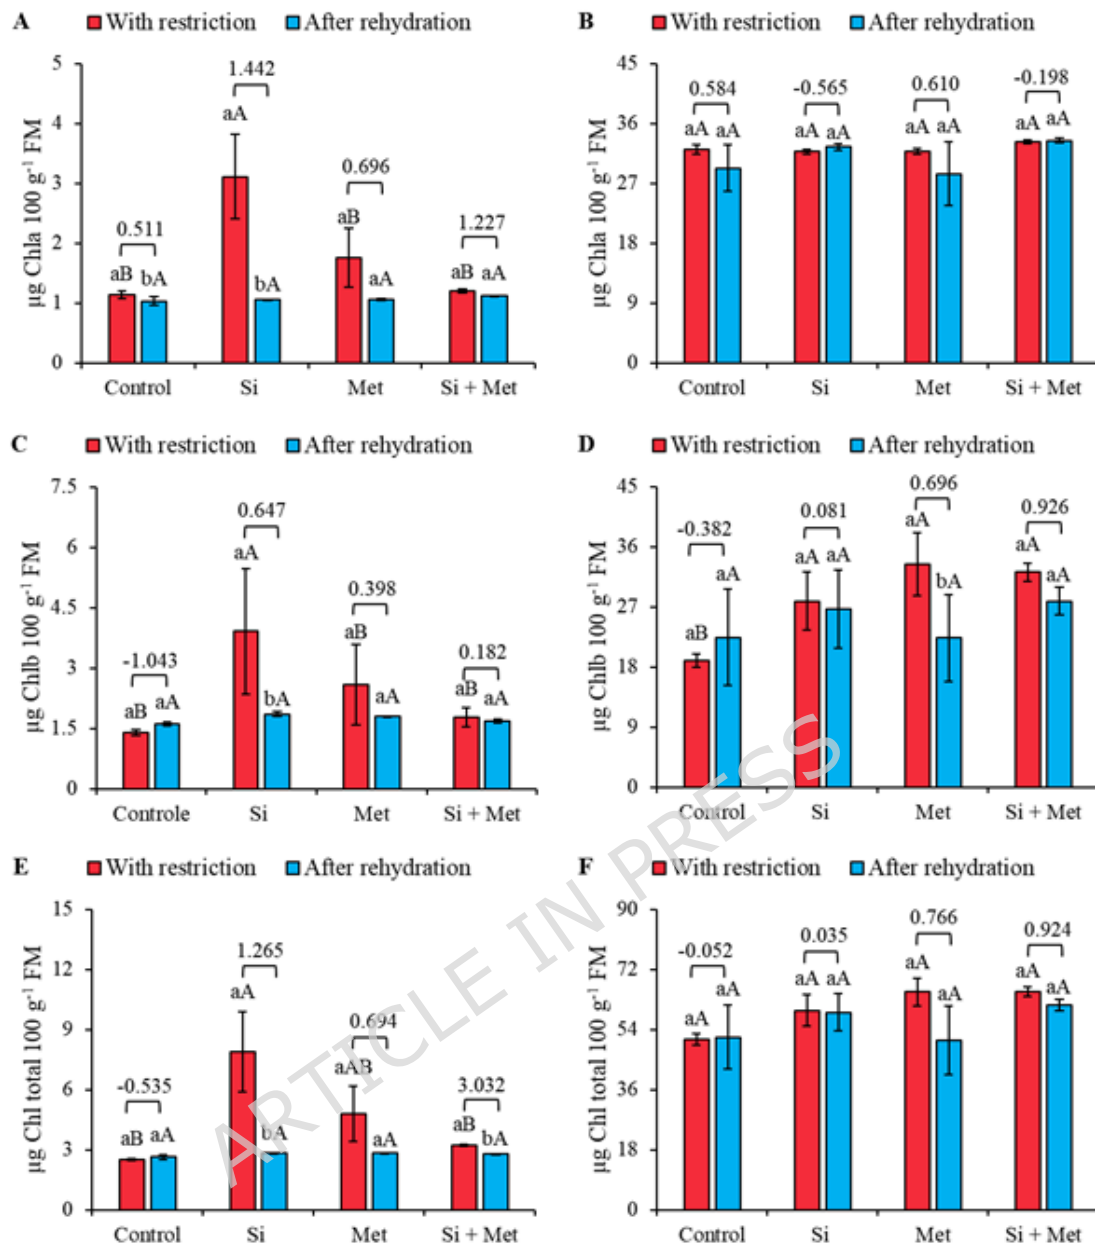 A With restriction After rehydration
µg Chla 100 g⁻¹ FM
5
4
3
2
1
0
0.511
1.442
0.696
1.227
aB bA
aA bA
aB aA
aB aA
Control Si Met Si + Met
B With restriction After rehydration
µg Chla 100 g⁻¹ FM
45
36
27
18
9
0
0.584
-0.565
0.610
-0.198
aA aA
aA aA
aA aA
aA aA
Control Si Met Si + Met
C With restriction After rehydration
µg Chlb 100 g⁻¹ FM
7.5
6
4.5
3
1.5
0
-1.043
0.647
0.398
0.182
aB aA
aA bA
aB aA
aB aA
Controle Si Met Si + Met
D With restriction After rehydration
µg Chlb 100 g⁻¹ FM
45
36
27
18
9
0
-0.382
0.081
0.696
0.926
aB aA
aA aA
aA bA
aA aA
Control Si Met Si + Met
E With restriction After rehydration
µg Chl total 100 g⁻¹ FM
15
12
9
6
3
0
-0.535
1.265
0.694
3.032
aB aA
aA bA
aAB aA
aB bA
Control Si Met Si + Met
F With restriction After rehydration
µg Chl total 100 g⁻¹ FM
90
72
54
36
18
0
-0.052
0.035
0.766
0.924
aA aA
aA aA
aA aA
aA aA
Control Si Met Si + Met
ARTICLE IN PRESS